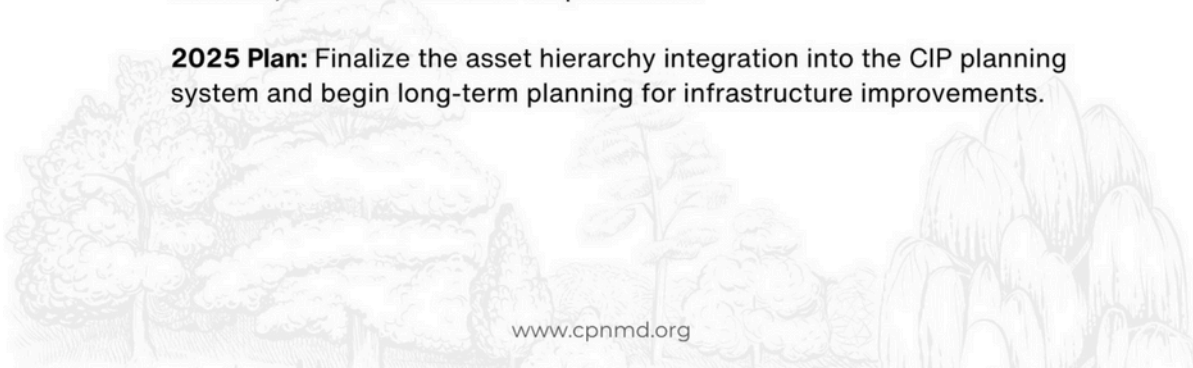 2025 Plan: Finalize the asset hierarchy integration into the CIP planning
system and begin long-term planning for infrastructure improvements.
www.cpnmd.org